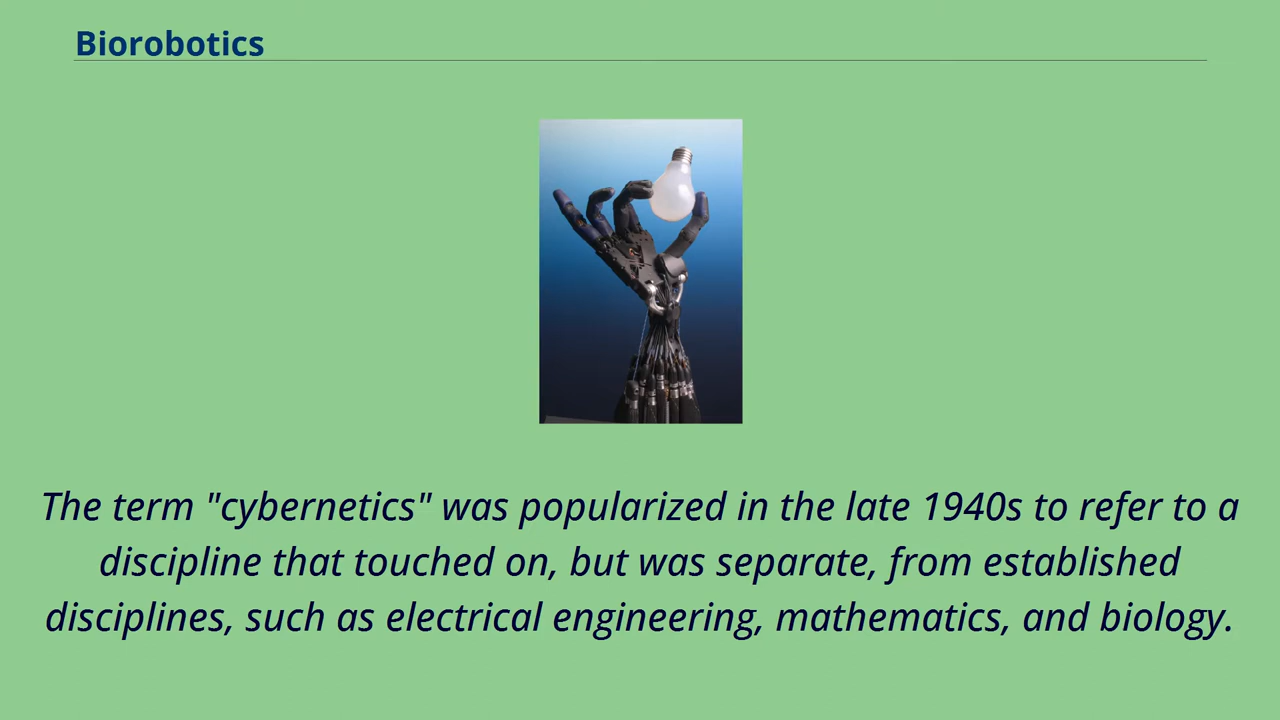 Biorobotics
The term "cybernetics" was popularized in the late 1940s to refer to a
discipline that touched on, but was separate, from established
disciplines, such as electrical engineering, mathematics, and biology.